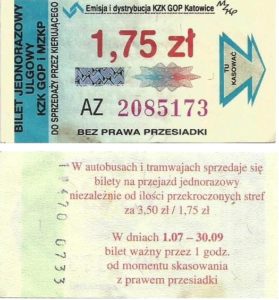 Emisja i dystrybucja KZK GOP Katowice
BILET JEDNORAZOWY
ULGOWY
KZK GOP i MZKP
DO SPRZEDAŻY PRZEZ KIERUJĄCEGO
1,75 zł
MZKP
TU
KASOWAĆ
AZ 2085173
BEZ PRAWA PRZESIADKI
W autobusach i tramwajach sprzedaje się
bilety na przejazd jednorazowy
niezależnie od ilości przekroczonych stref
za 3,50 zł / 1,75 zł
W dniach 1.07 — 30.09
bilet ważny przez 1 godz.
od momentu skasowania
z prawem przesiadki